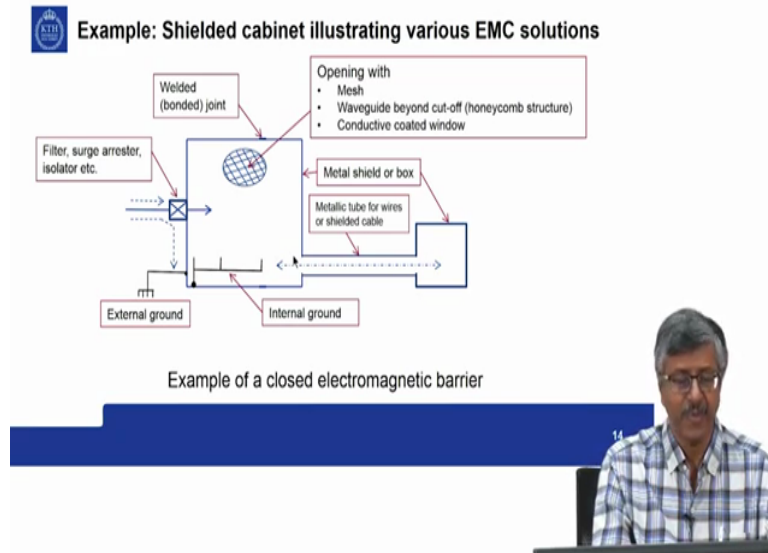 KTH
Example: Shielded cabinet illustrating various EMC solutions
Opening with
• Mesh
• Waveguide beyond cut-off (honeycomb structure)
• Conductive coated window
Welded
(bonded) joint
Filter, surge arrester,
isolator etc.
Metal shield or box
Metallic tube for wires
or shielded cable
External ground
Internal ground
Example of a closed electromagnetic barrier
14